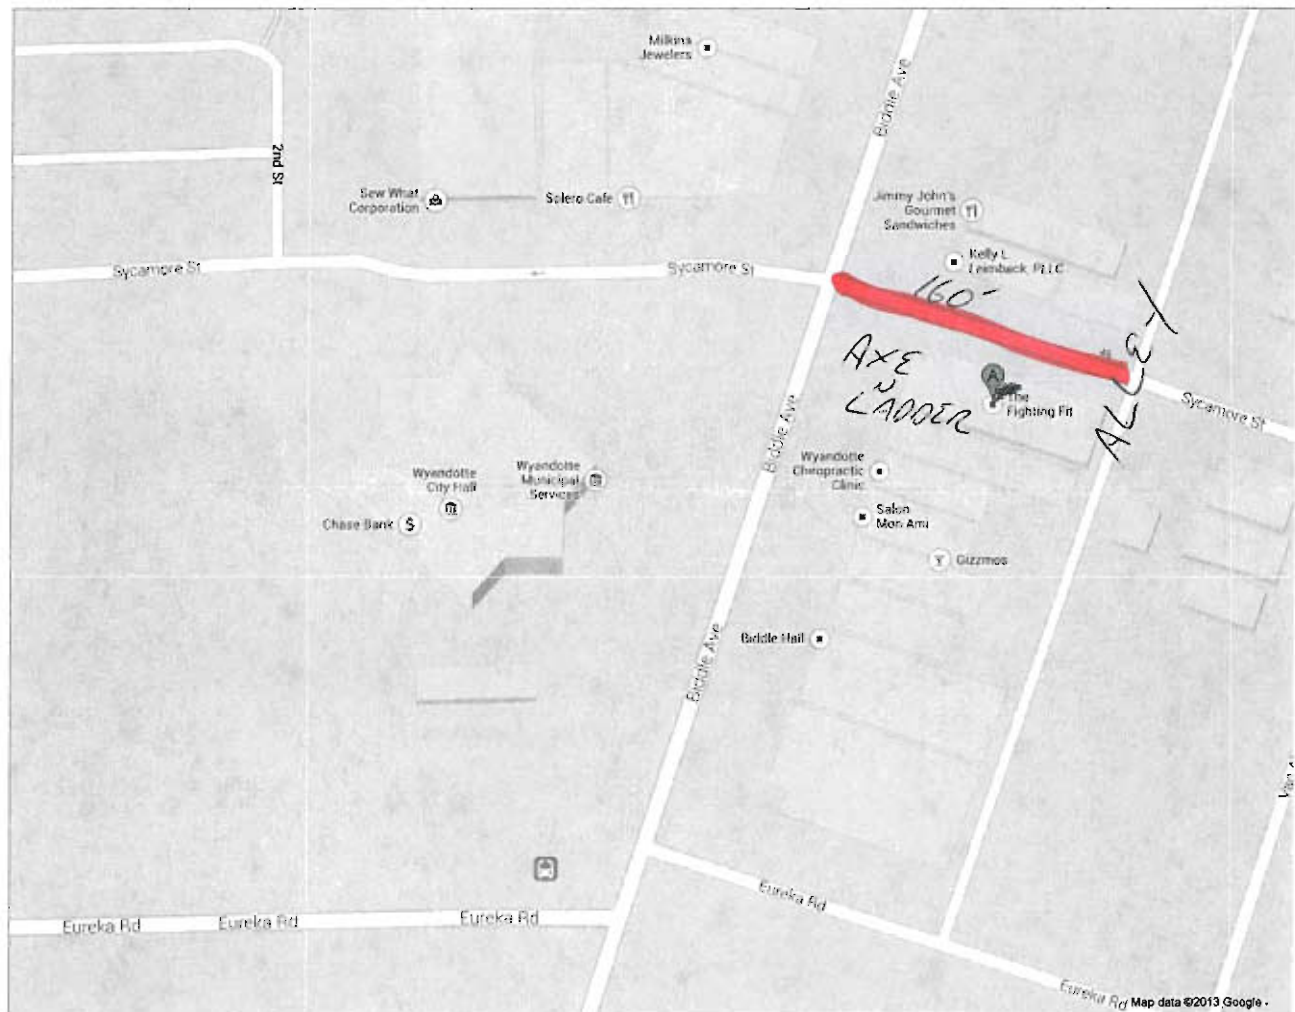 Milkins
Jewelers
Biddle Ave
2nd St
Sew What
Corporation
Solero Cafe
Jimmy John's
Gourmet
Sandwiches
Kelly L
Leimback, PLLC
Sycamore St
Sycamore St
160'
ALLEY
AXE
N
LADDER
The
Fighting Fit
A
Sycamore St
Biddle Ave
Wyandotte
Chiropractic
Clinic
Wyandotte
City Hall
Wyandotte
Municipal
Services
Chase Bank
$
Salon
Mon Ami
Gizzmos
Biddle Hall
Biddle Ave
Eureka Rd
Eureka Rd
Eureka Rd
Eureka Rd
Eureka Rd
Map data ©2013 Google -